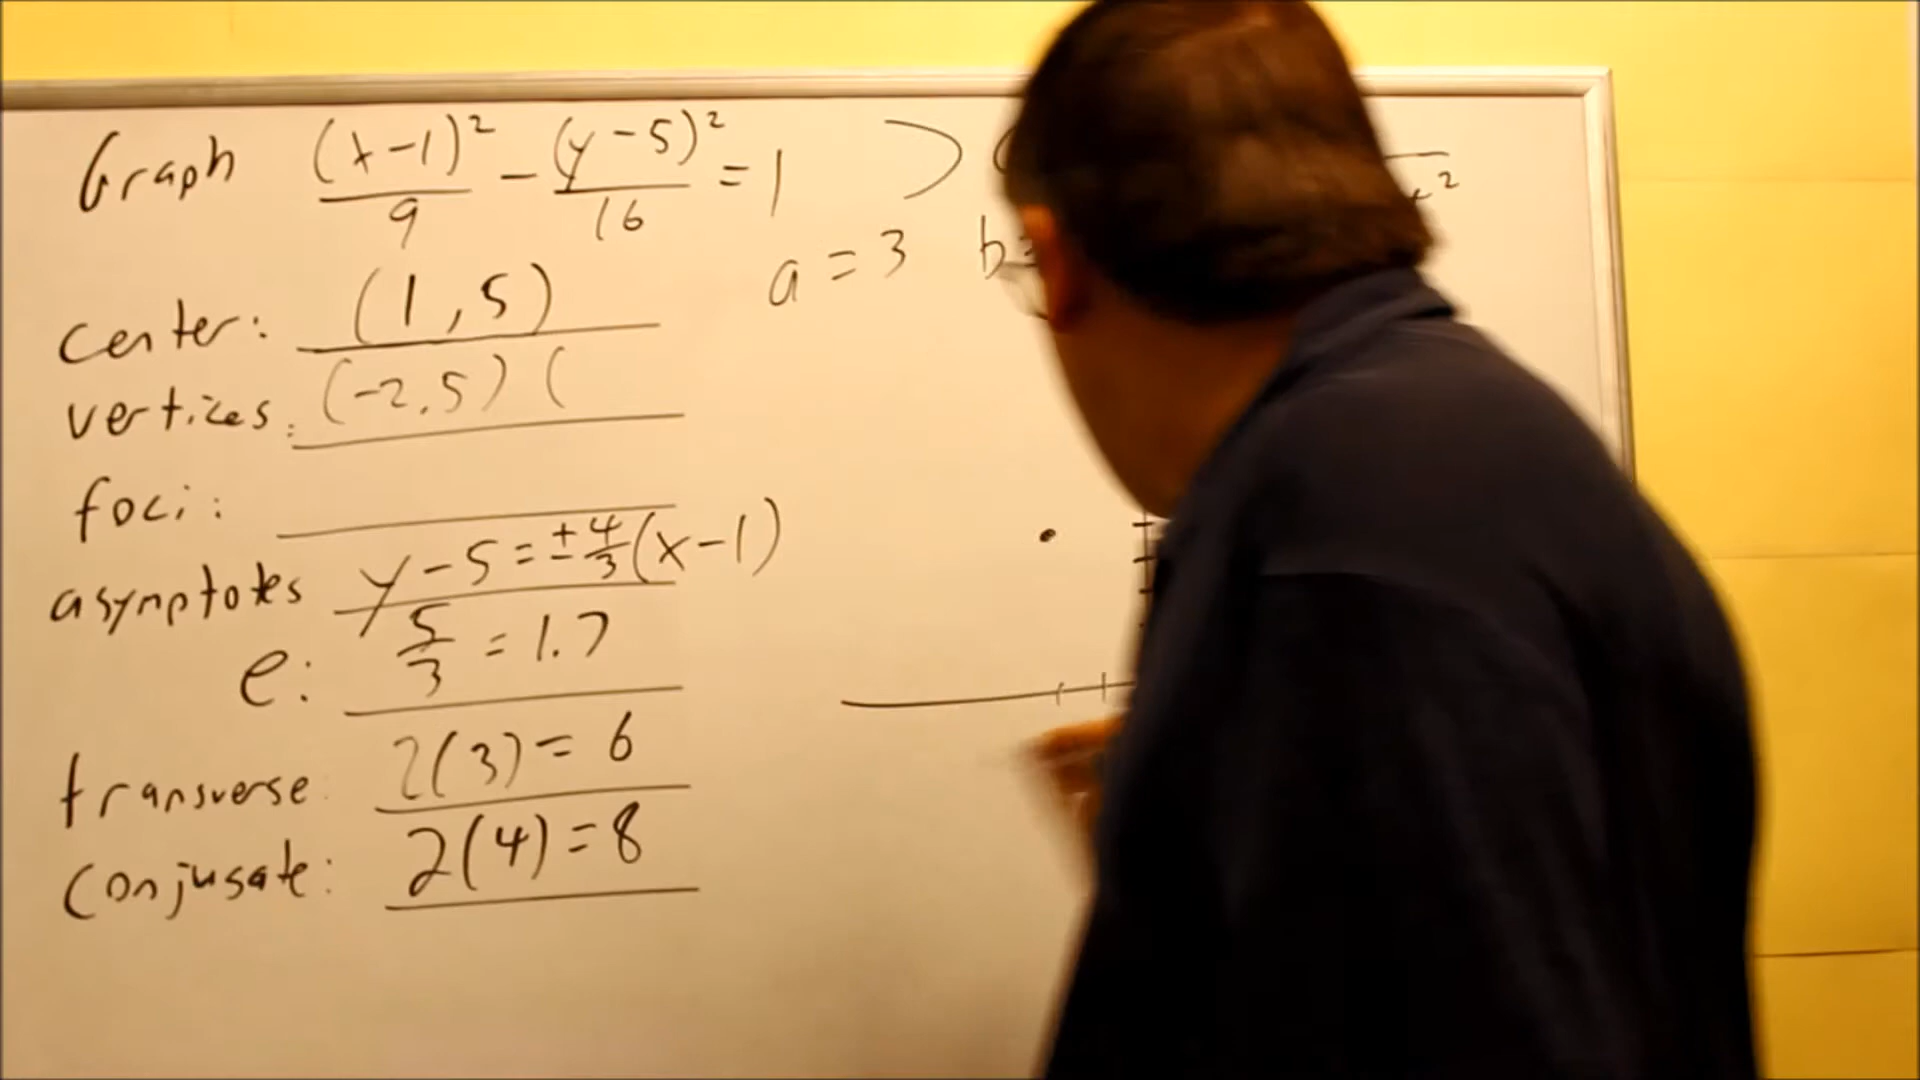 Graph (x-1)²/9 - (y-5)²/16 = 1
a = 3 b =
center: (1,5)
vertices: (-2,5) (
foci:
asymptotes y-5=±4/3(x-1)
e: 5/3 = 1.7
transverse: 2(3)= 6
conjugate: 2(4)=8